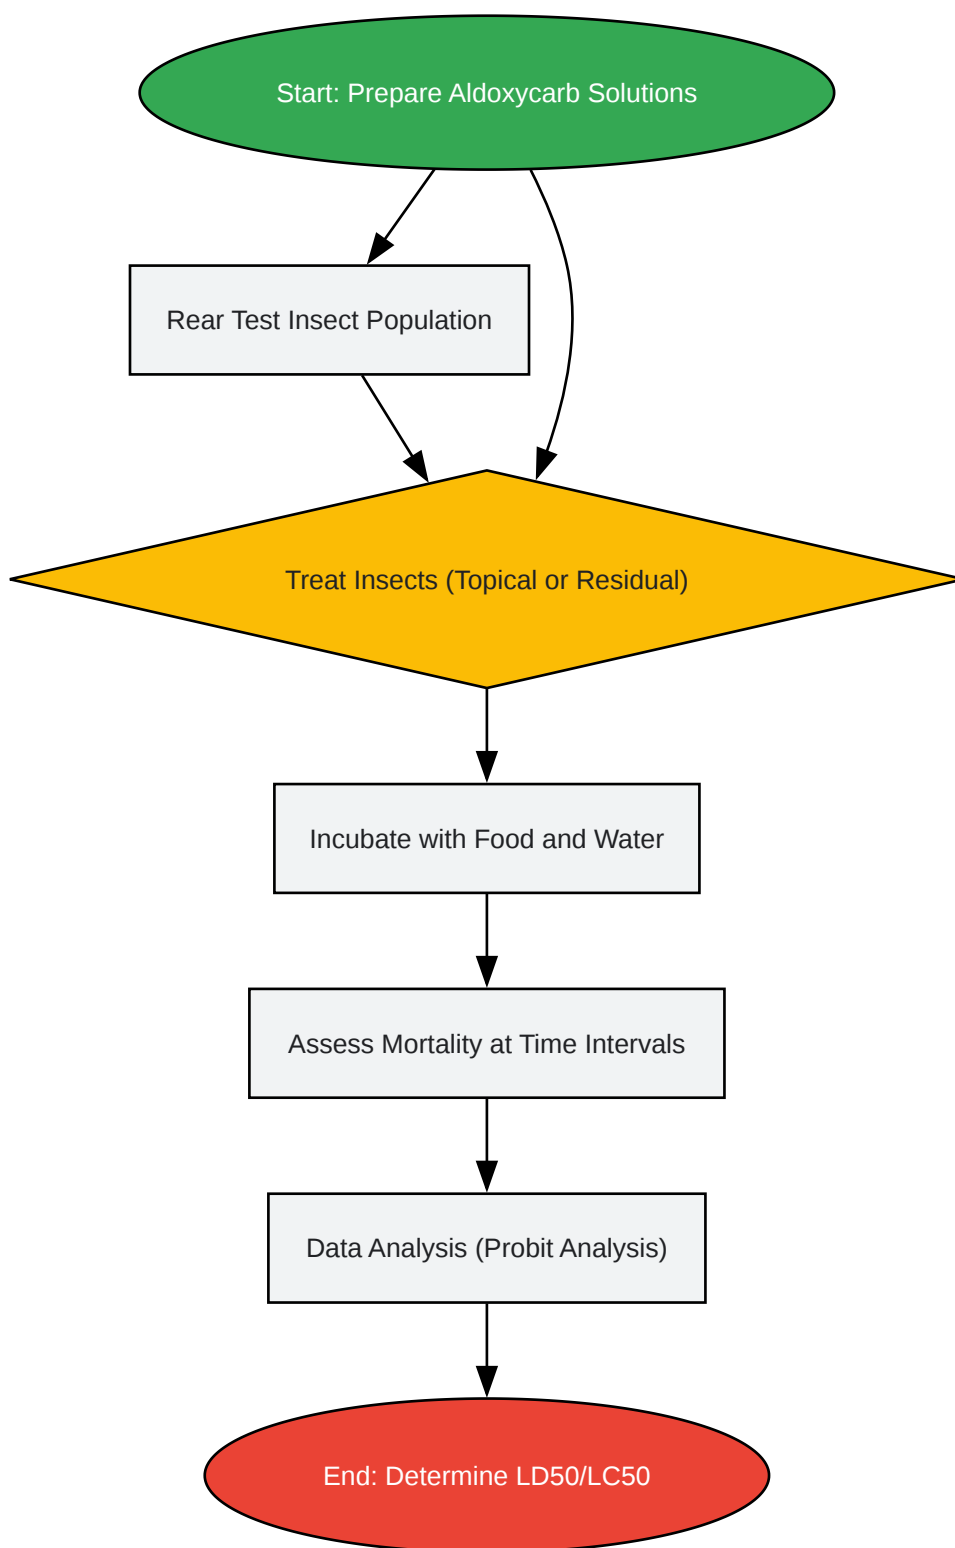 Start: Prepare Aldoxycarb Solutions
Rear Test Insect Population
Treat Insects (Topical or Residual)
Incubate with Food and Water
Assess Mortality at Time Intervals
Data Analysis (Probit Analysis)
End: Determine LD50/LC50